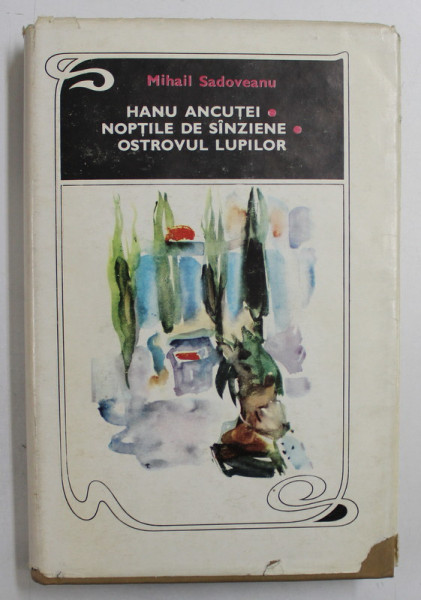 Mihail Sadoveanu
HANU ANCUȚEI •
NOPȚILE DE SÎNZIENE •
OSTROVUL LUPILOR